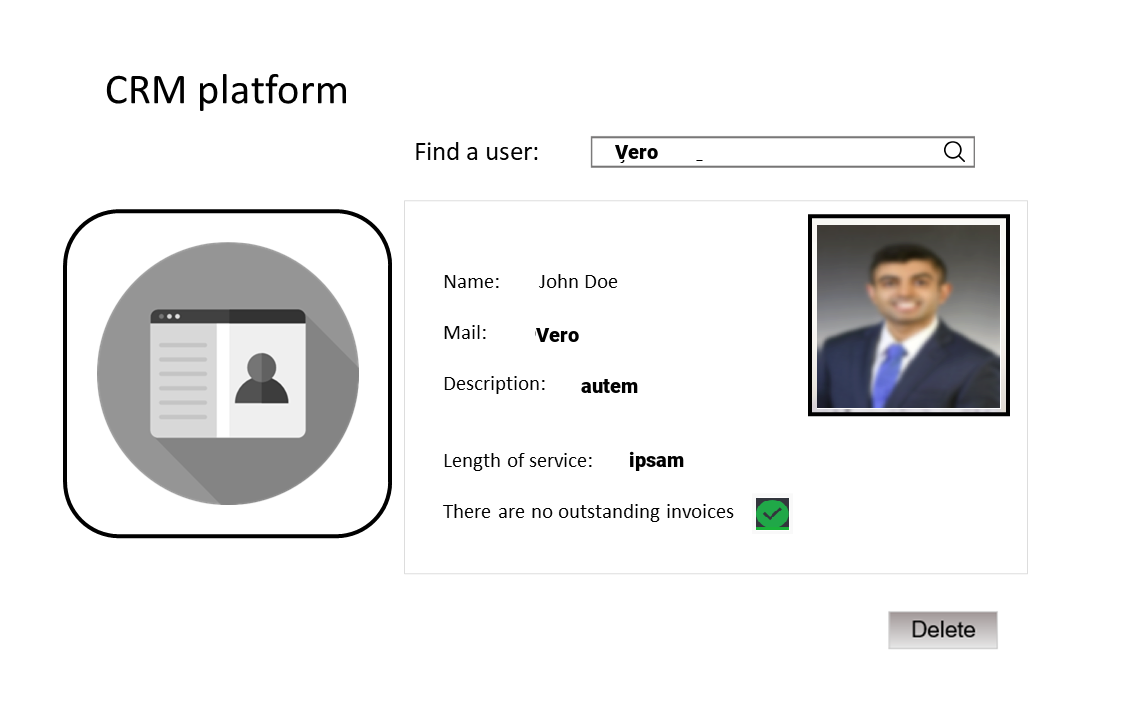 CRM platform
Find a user: Vero _
Name: John Doe
Mail: Vero
Description: autem
Length of service: ipsam
There are no outstanding invoices
Delete